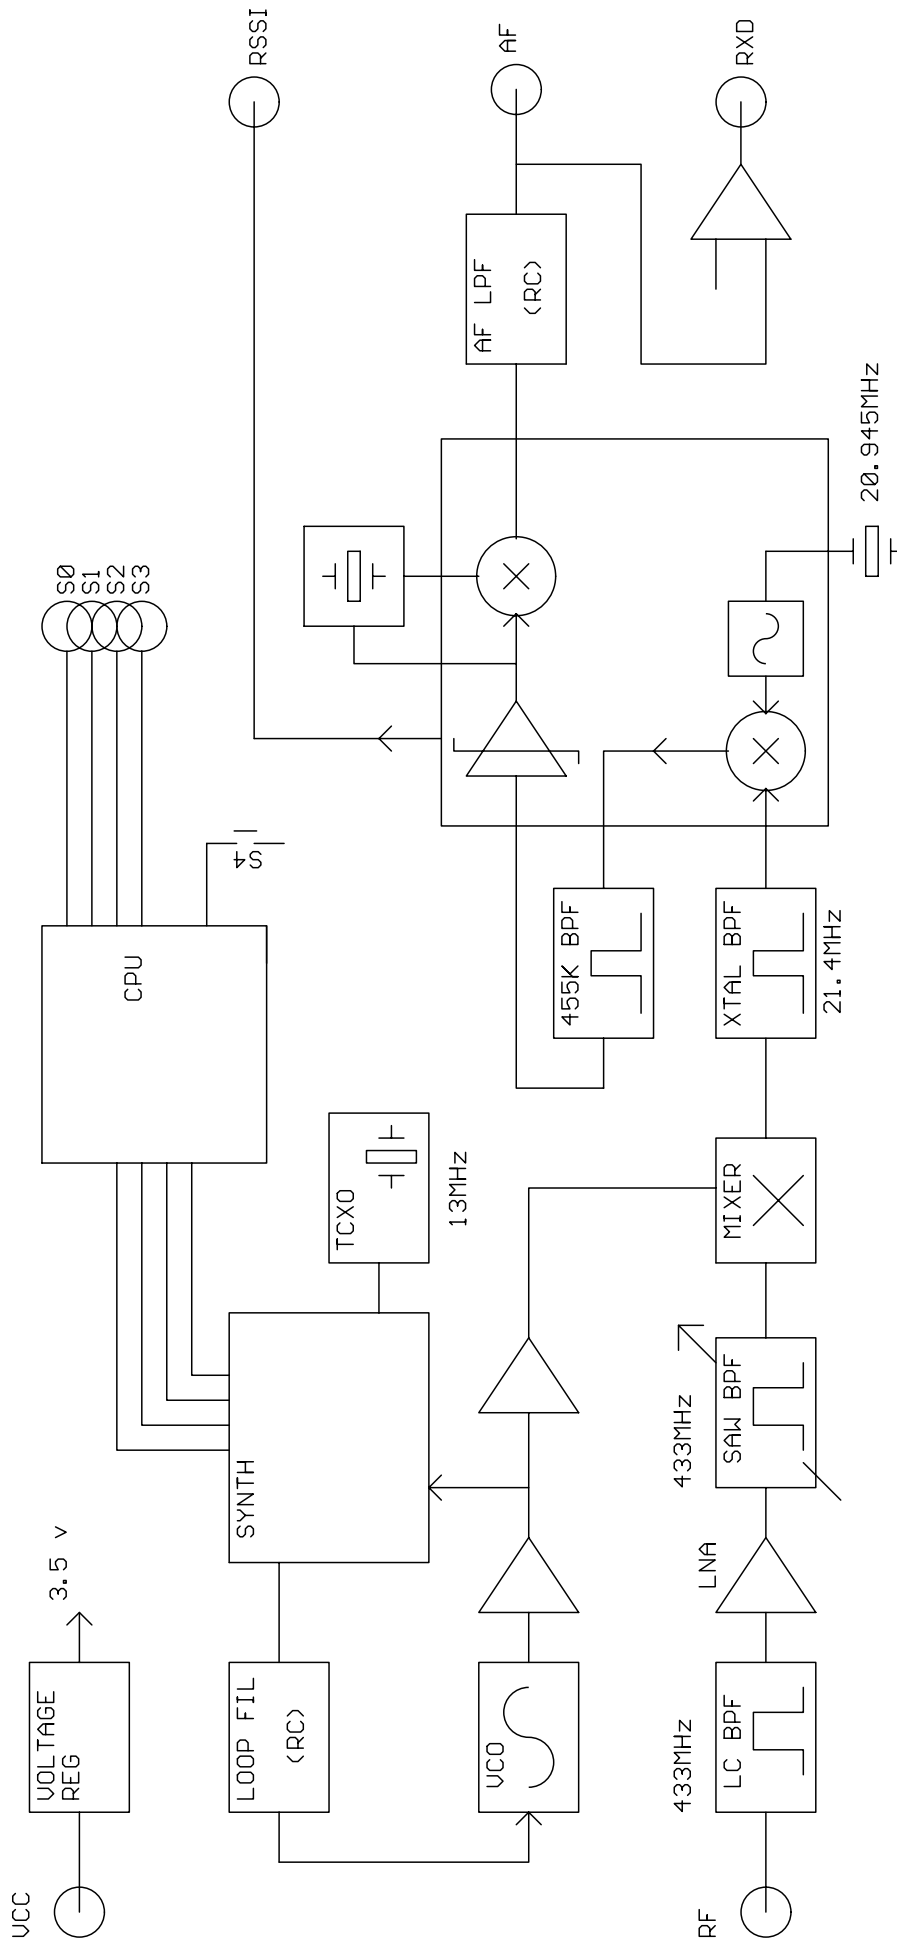 VCC
VOLTAGE
REG
3.5 v
S0
S1
S2
S3
CPU
S4
RSSI
LOOP FIL
(RC)
SYNTH
TCXO
13MHz
VCO
455K BPF
AF LPF
(RC)
AF
RF
433MHz
LC BPF
LNA
433MHz
SAW BPF
MIXER
XTAL BPF
21.4MHz
20.945MHz
RXD